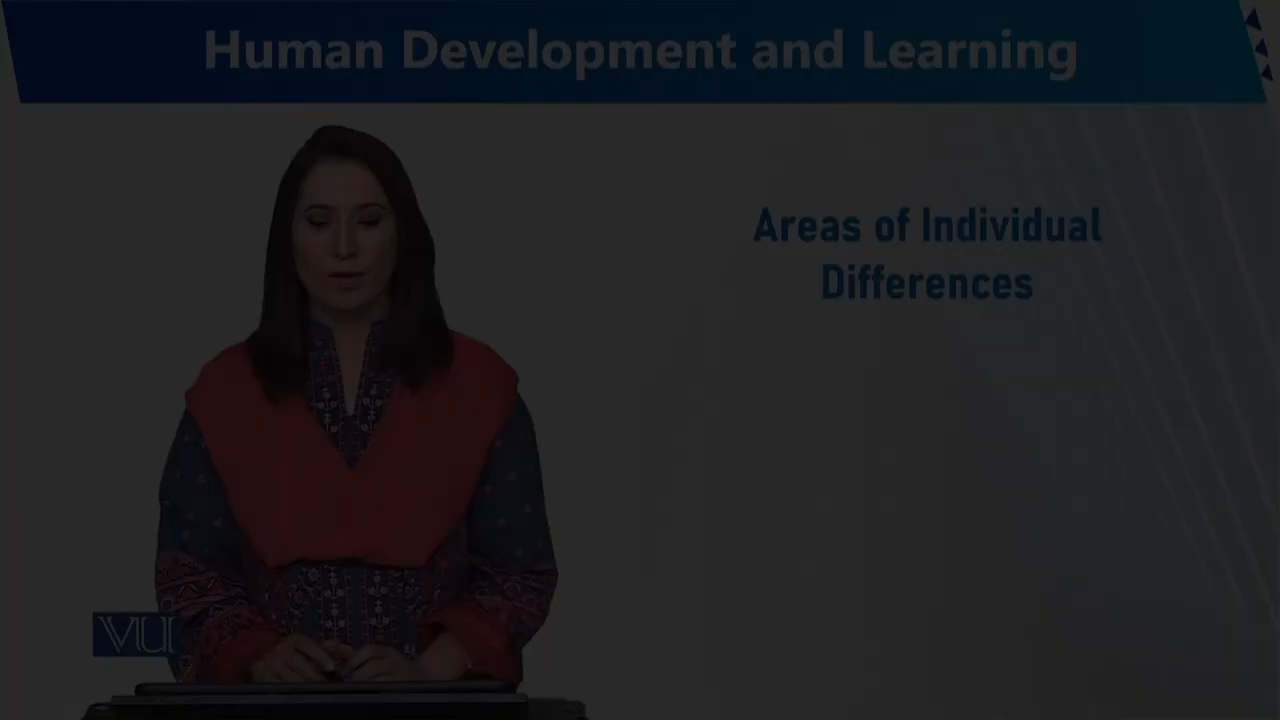 Human Development and Learning
Areas of Individual
Differences
VU